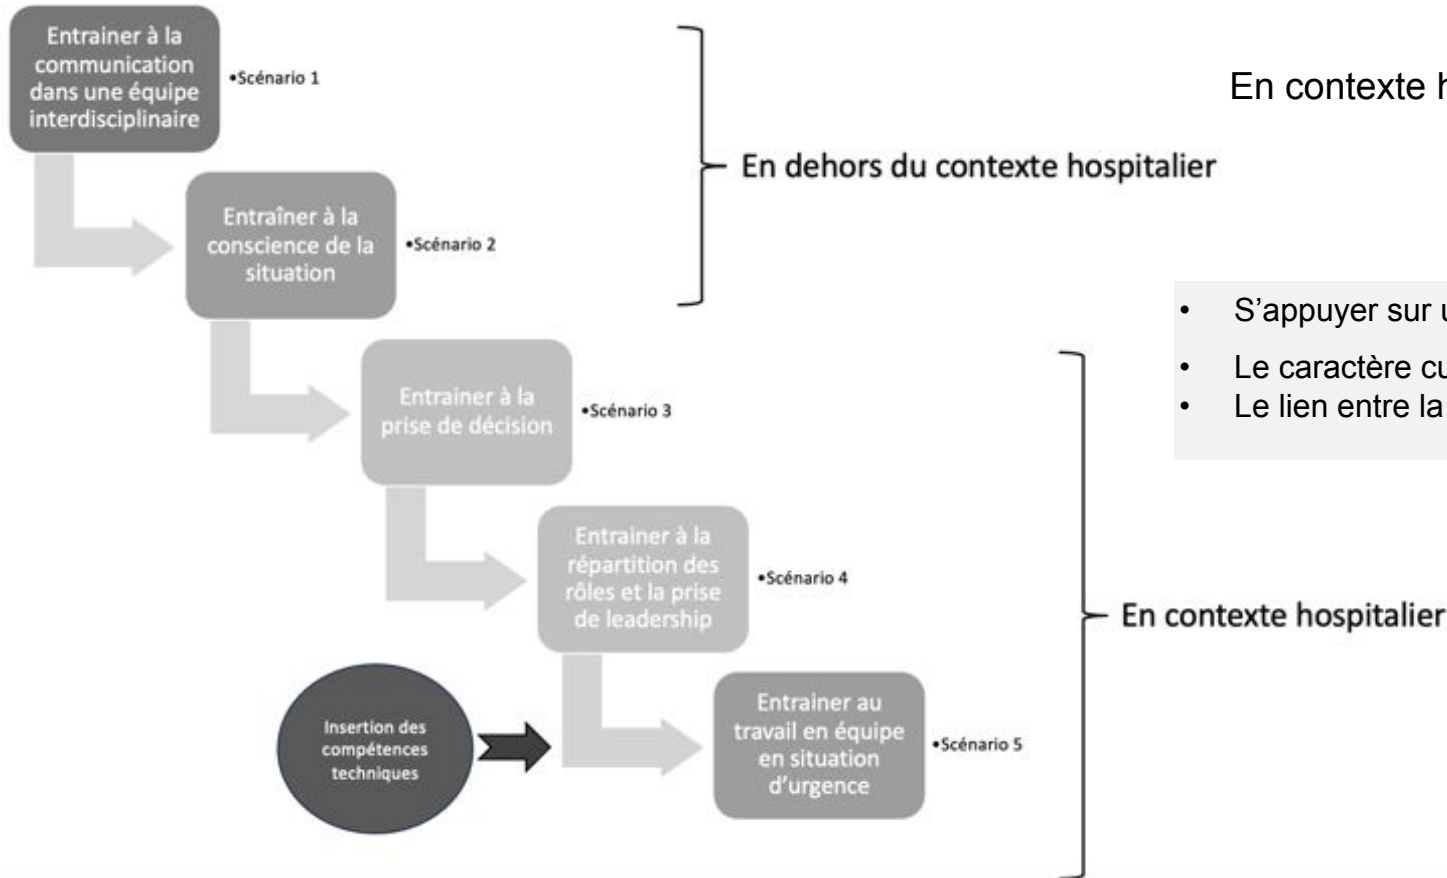 Entrainer à la
communication
dans une équipe
interdisciplinaire
•Scénario 1
En contexte h
En dehors du contexte hospitalier
Entraîner à la
conscience de la
situation
•Scénario 2
• S’appuyer sur u
• Le caractère cu
• Le lien entre la
Entrainer à la
prise de décision
•Scénario 3
Entrainer à la
répartition des
rôles et la prise
de leadership
•Scénario 4
En contexte hospitalier
Insertion des
compétences
techniques
Entrainer au
travail en équipe
en situation
d’urgence
•Scénario 5